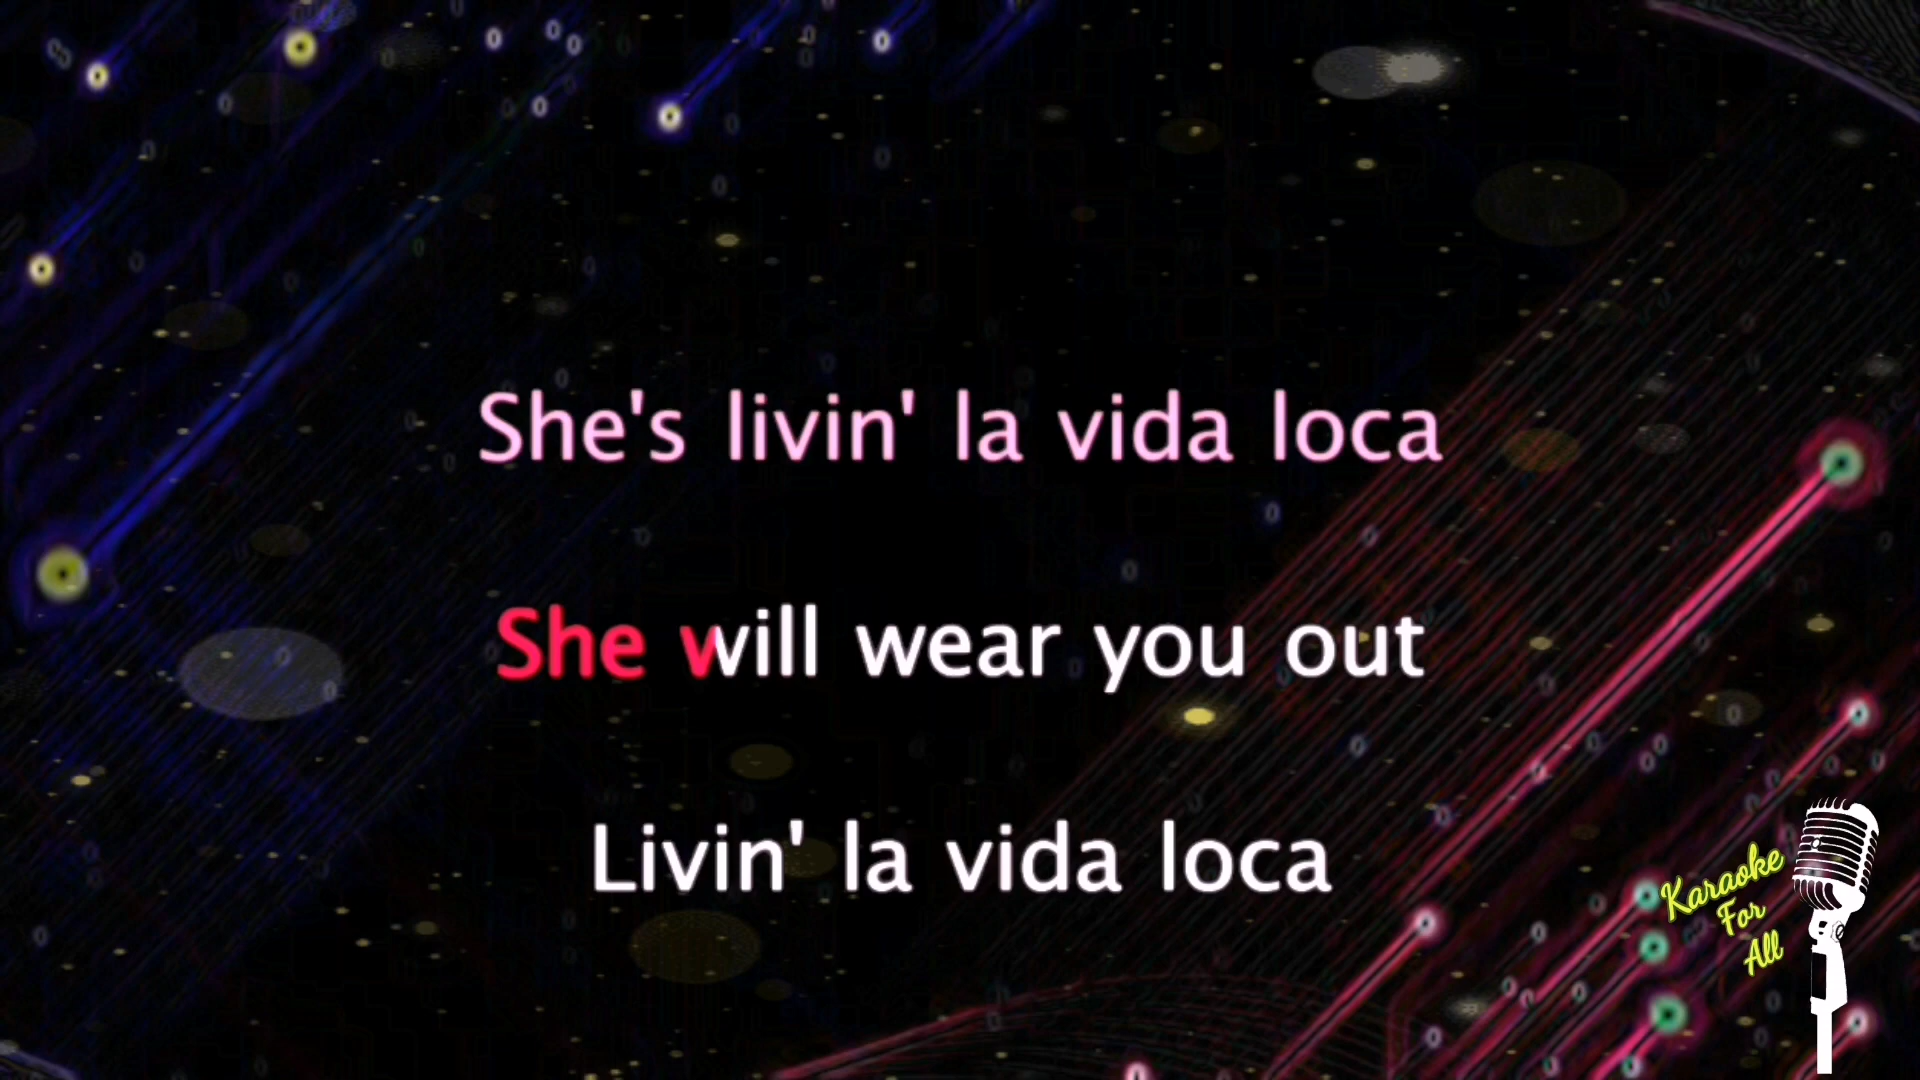 She's livin' la vida loca
She will wear you out
Livin' la vida loca
Karaoke
For
All